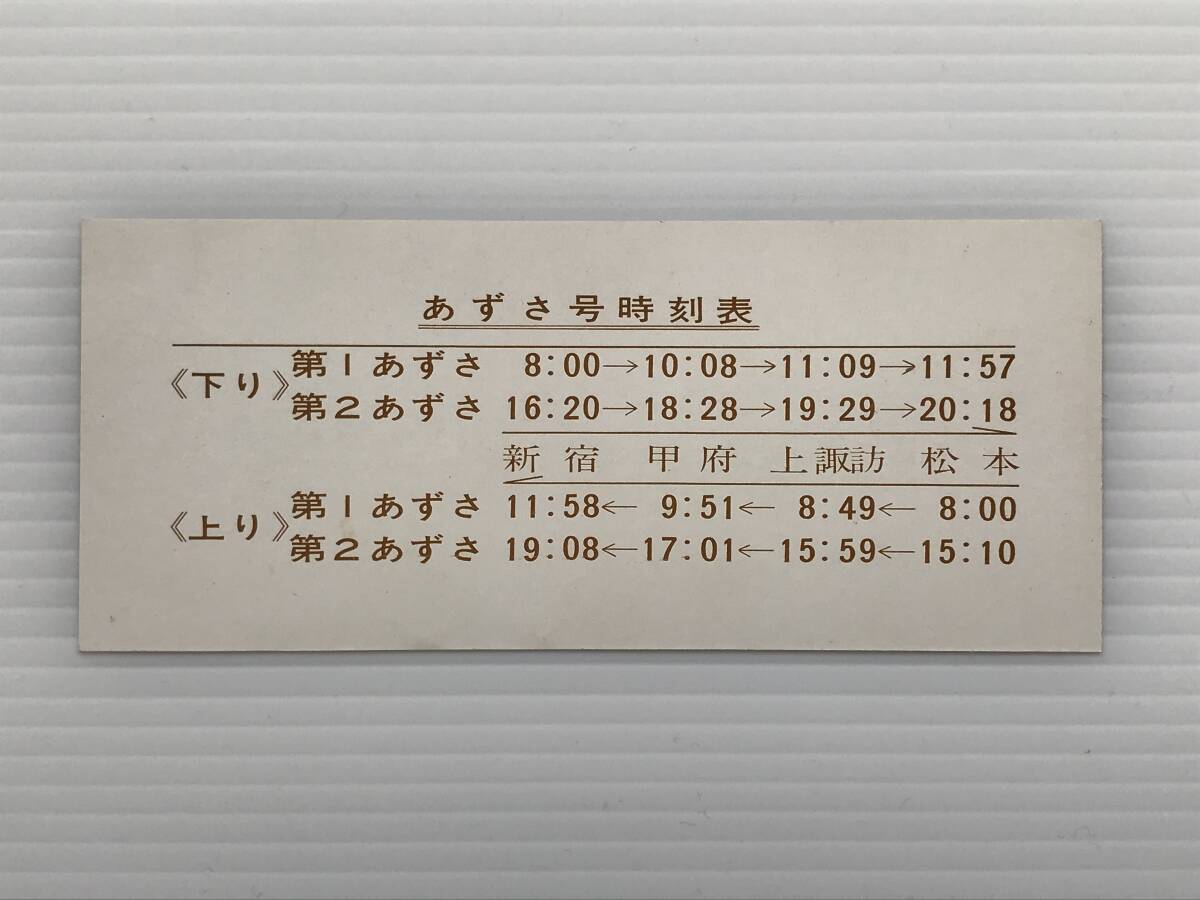 あずさ号時刻表
《下り》
第1あずさ 8:00→10:08→11:09→11:57
第2あずさ 16:20→18:28→19:29→20:18
新宿 甲府 上諏訪 松本
《上り》
第1あずさ 11:58← 9:51← 8:49← 8:00
第2あずさ 19:08←17:01←15:59←15:10